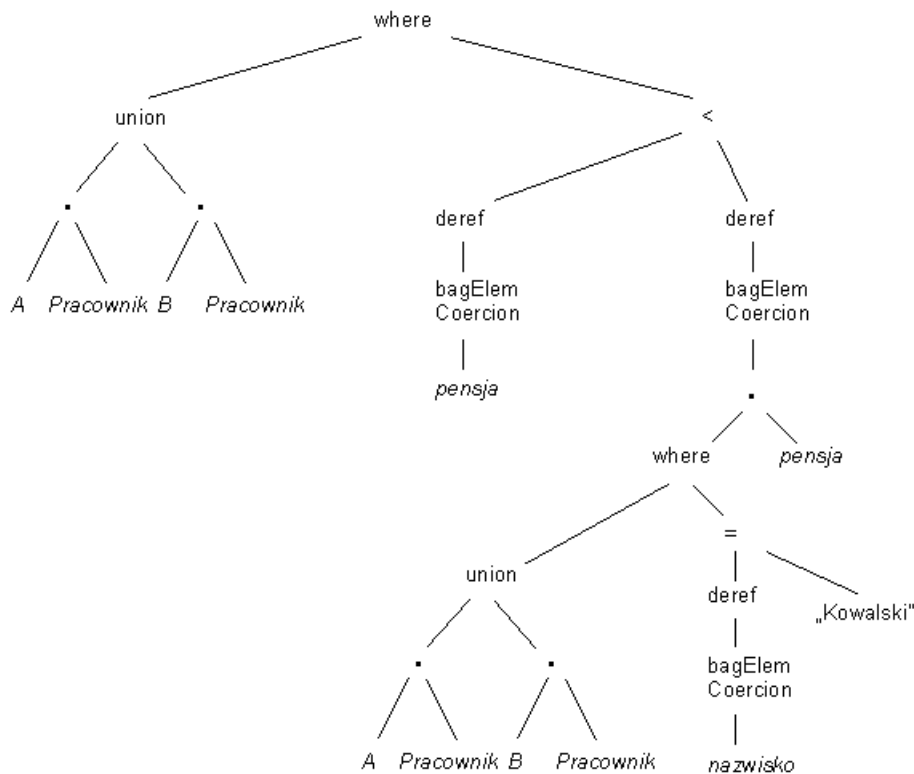 where
union <
▪ ▪ deref deref
A Pracownik B Pracownik bagElem bagElem
Coercion Coercion
pensja ▪
where pensja
union =
deref „Kowalski"
▪ ▪ bagElem
Coercion
A Pracownik B Pracownik nazwisko